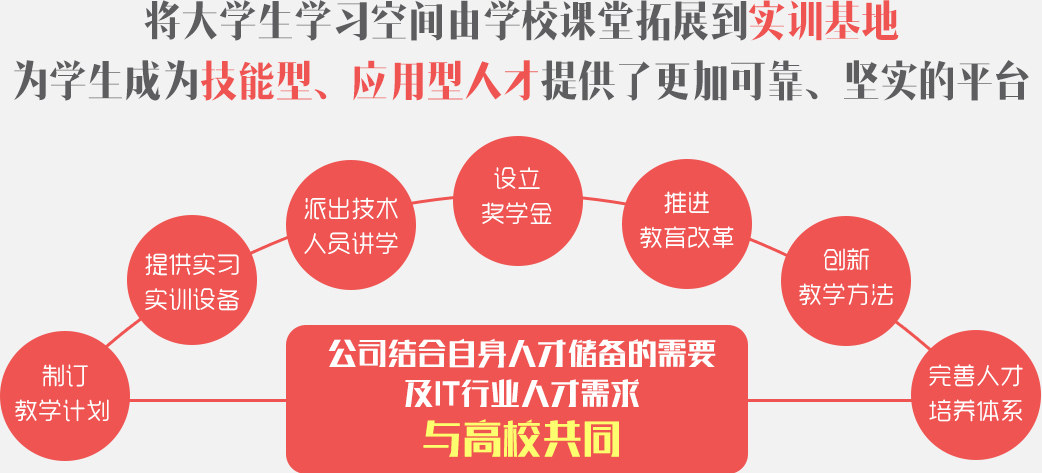 将大学生学习空间由学校课堂拓展到实训基地
为学生成为技能型、应用型人才提供了更加可靠、坚实的平台
设立
奖学金
派出技术
人员讲学
推进
教育改革
提供实习
实训设备
创新
教学方法
制订
教学计划
公司结合自身人才储备的需要
及IT行业人才需求
与高校共同
完善人才
培养体系